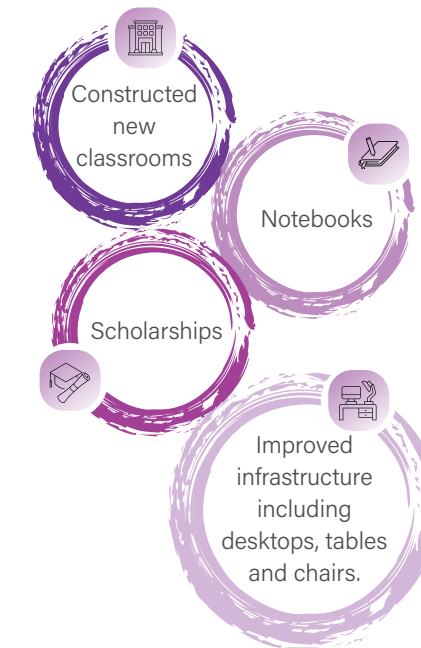 Constructed
new
classrooms
Notebooks
Scholarships
Improved
infrastructure
including
desktops, tables
and chairs.